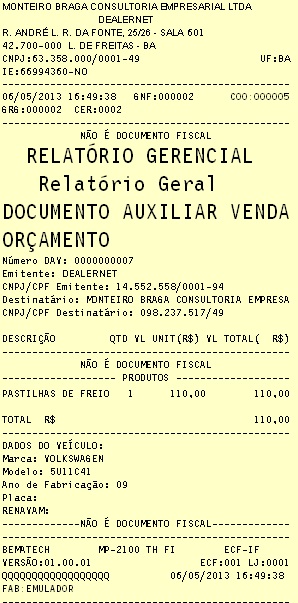 MONTEIRO BRAGA CONSULTORIA EMPRESARIAL LTDA
DEALERNET
R. ANDRÉ L. R. DA FONTE, 25/26 - SALA 601
42.700-000 L. DE FREITAS - BA
CNPJ:63.358.000/0001-49 UF:BA
IE:66994360-NO
06/05/2013 16:49:38 GNF:000002 COO:000005
GRG:000002 CER:0002
NÃO É DOCUMENTO FISCAL
RELATÓRIO GERENCIAL
Relatório Geral
DOCUMENTO AUXILIAR VENDA
ORÇAMENTO
Número DAV: 0000000007
Emitente: DEALERNET
CNPJ/CPF Emitente: 14.552.558/0001-94
Destinatário: MONTEIRO BRAGA CONSULTORIA EMPRESA
CNPJ/CPF Destinatário: 098.237.517/49
DESCRIÇÃO QTD VL UNIT(R$) VL TOTAL( R$)
NÃO É DOCUMENTO FISCAL
PRODUTOS
PASTILHAS DE FREIO 1 110,00 110,00
TOTAL R$ 110,00
DADOS DO VEÍCULO:
Marca: VOLKSWAGEN
Modelo: 5U11C41
Ano de Fabricação: 09
Placa:
RENAVAM:
NÃO É DOCUMENTO FISCAL
BEMATECH MP-2100 TH FI ECF-IF
VERSÃO:01.00.01 ECF:001 LJ:0001
QQQQQQQQQQQQQQQQQQ 06/05/2013 16:49:38
FAB:EMULADOR